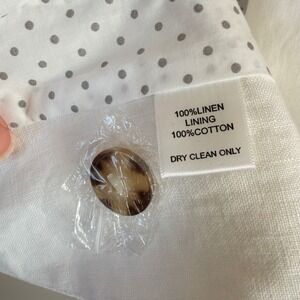 100%LINEN
LINING
100%COTTON
DRY CLEAN ONLY